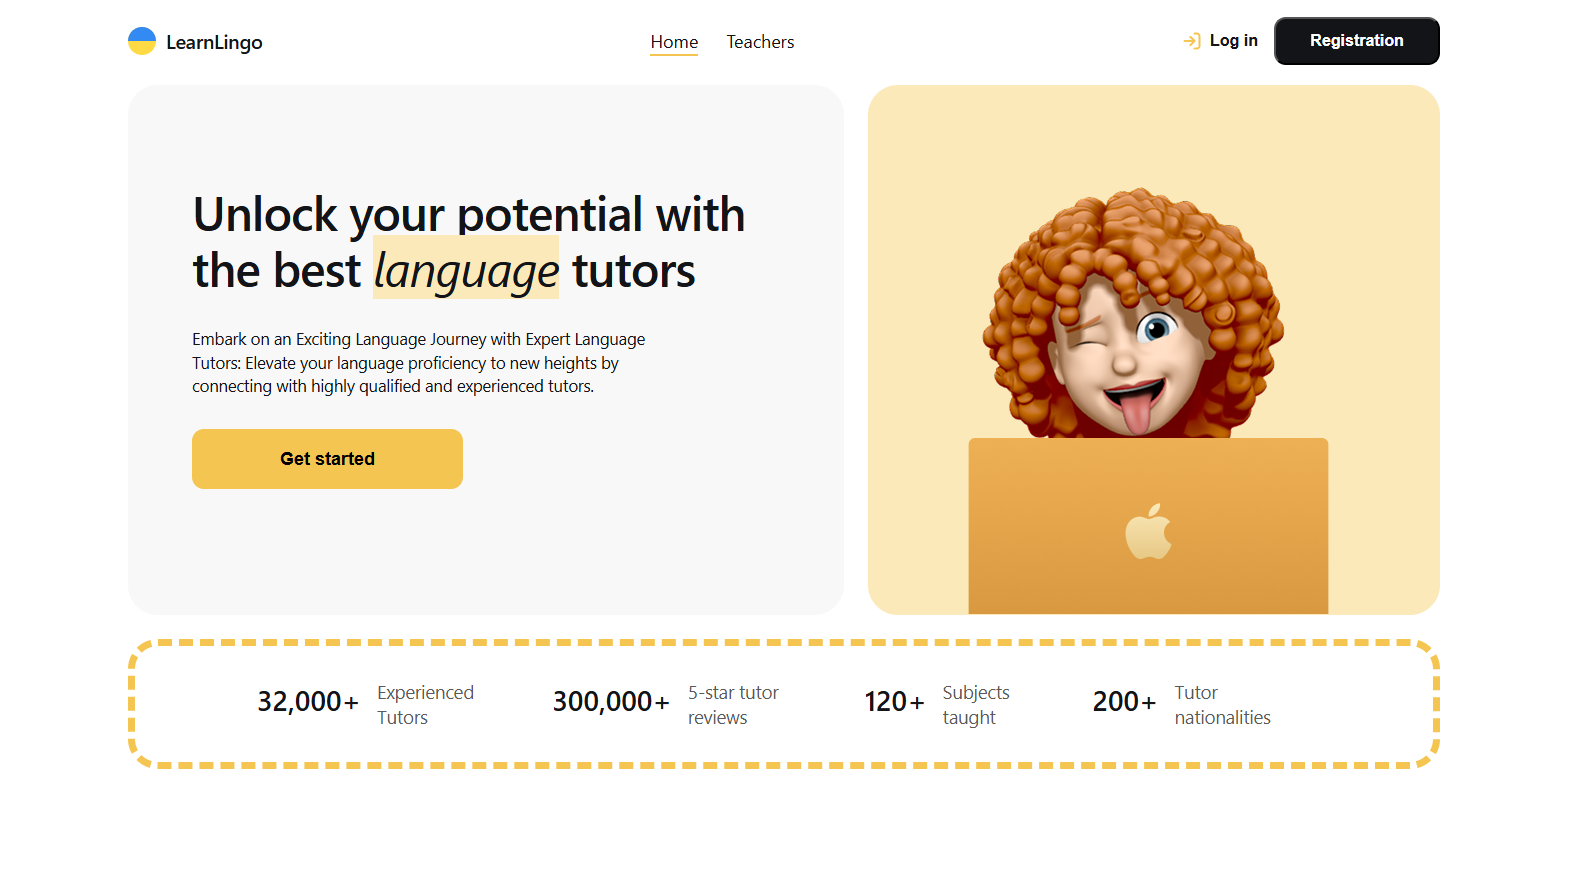 LearnLingo
Home
Teachers
Log in
Registration
Unlock your potential with
the best language tutors
Embark on an Exciting Language Journey with Expert Language
Tutors: Elevate your language proficiency to new heights by
connecting with highly qualified and experienced tutors.
Get started
32,000+
Experienced
Tutors
300,000+
5-star tutor
reviews
120+
Subjects
taught
200+
Tutor
nationalities